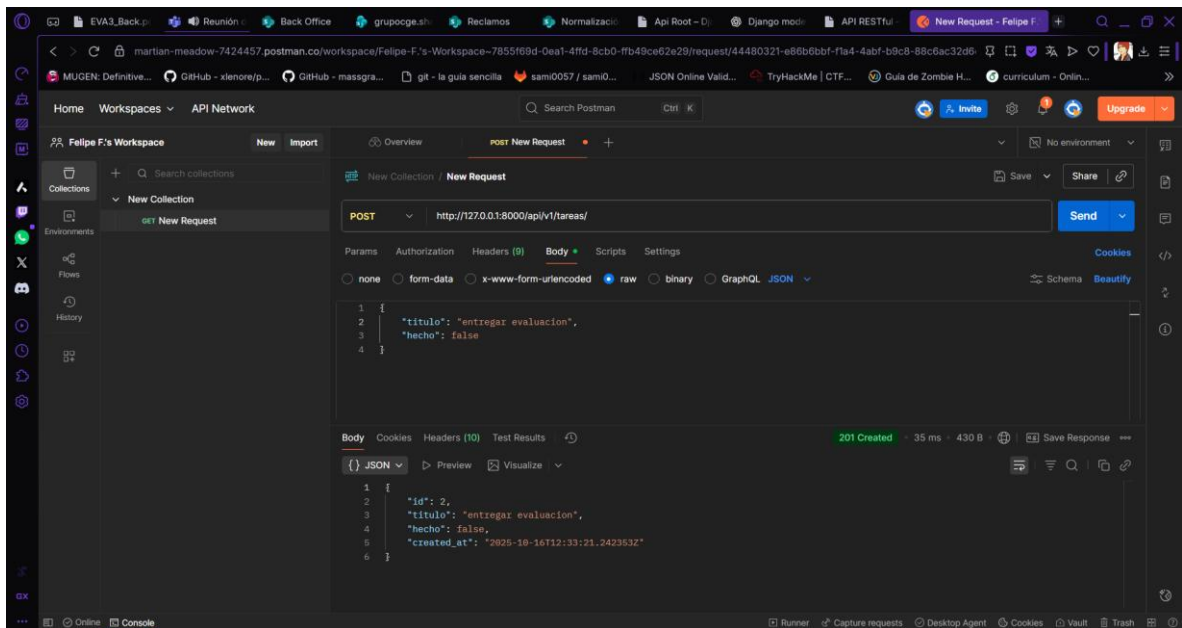 EVA3_Back.p
Reunión
Back Office
grupocge.sh
Reclamos
Normalizació
Api Root – Dj
Django mode
API RESTful -
New Request - Felipe F.'
martian-meadow-7424457.postman.co/workspace/Felipe-F.'s-Workspace~7855f69d-0ea1-4ffd-8cb0-ffb49ce62e29/request/44480321-e86b6bbf-f1a4-4abf-b9c8-88c6ac32d6
MUGEN: Definitive...
GitHub - xlenore/p...
GitHub - massgra...
git - la guía sencilla
sami0057 / sami0...
JSON Online Valid...
TryHackMe | CTF...
Guía de Zombie H...
curriculum - Onlin...
Home
Workspaces
API Network
Search Postman
Ctrl K
Invite
Upgrade
Felipe F.'s Workspace
New
Import
Overview
POST New Request
No environment
Collections
Search collections
New Collection
GET New Request
Environments
Flows
History
New Collection / New Request
Save
Share
POST
http://127.0.0.1:8000/api/v1/tareas/
Send
Params
Authorization
Headers (9)
Body
Scripts
Settings
Cookies
none
form-data
x-www-form-urlencoded
raw
binary
GraphQL
JSON
Schema
Beautify
1 {
2 "titulo": "entregar evaluacion",
3 "hecho": false
4 }
Body
Cookies
Headers (10)
Test Results
201 Created
35 ms
430 B
Save Response
{} JSON
Preview
Visualize
1 {
2 "id": 2,
3 "titulo": "entregar evaluacion",
4 "hecho": false,
5 "created_at": "2025-10-16T12:33:21.242353Z"
6 }
Online
Console
Runner
Capture requests
Desktop Agent
Cookies
Vault
Trash